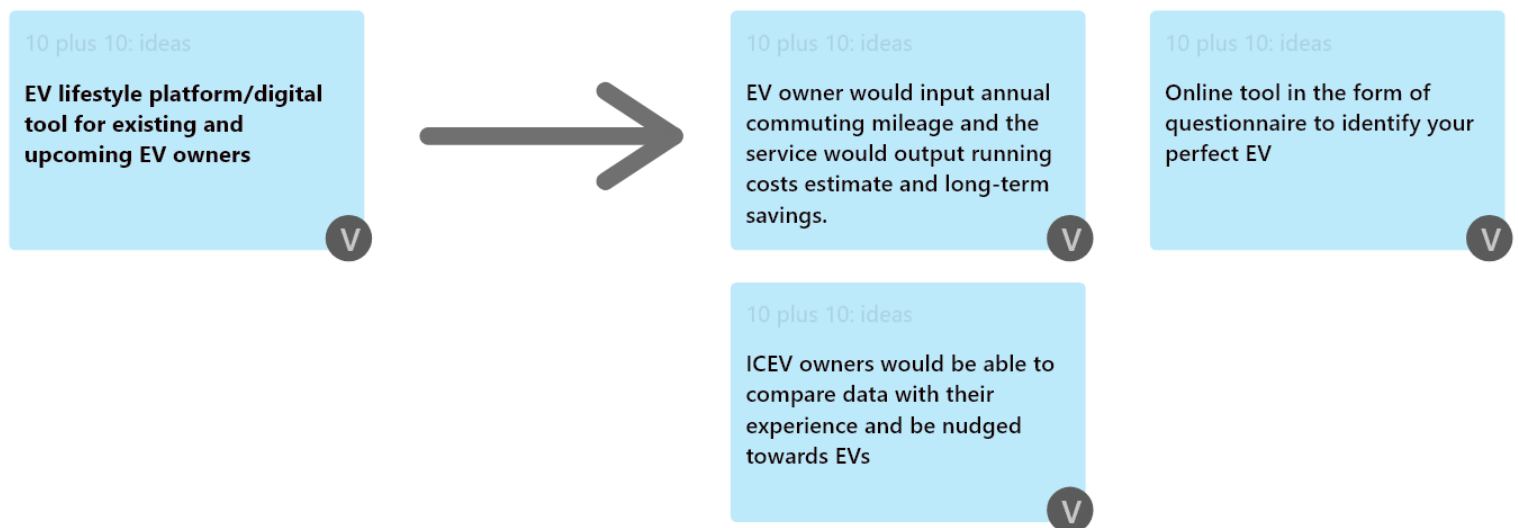 10 plus 10: ideas
EV lifestyle platform/digital
tool for existing and
upcoming EV owners
V
10 plus 10: ideas
EV owner would input annual
commuting mileage and the
service would output running
costs estimate and long-term
savings.
V
10 plus 10: ideas
Online tool in the form of
questionnaire to identify your
perfect EV
V
10 plus 10: ideas
ICEV owners would be able to
compare data with their
experience and be nudged
towards EVs
V